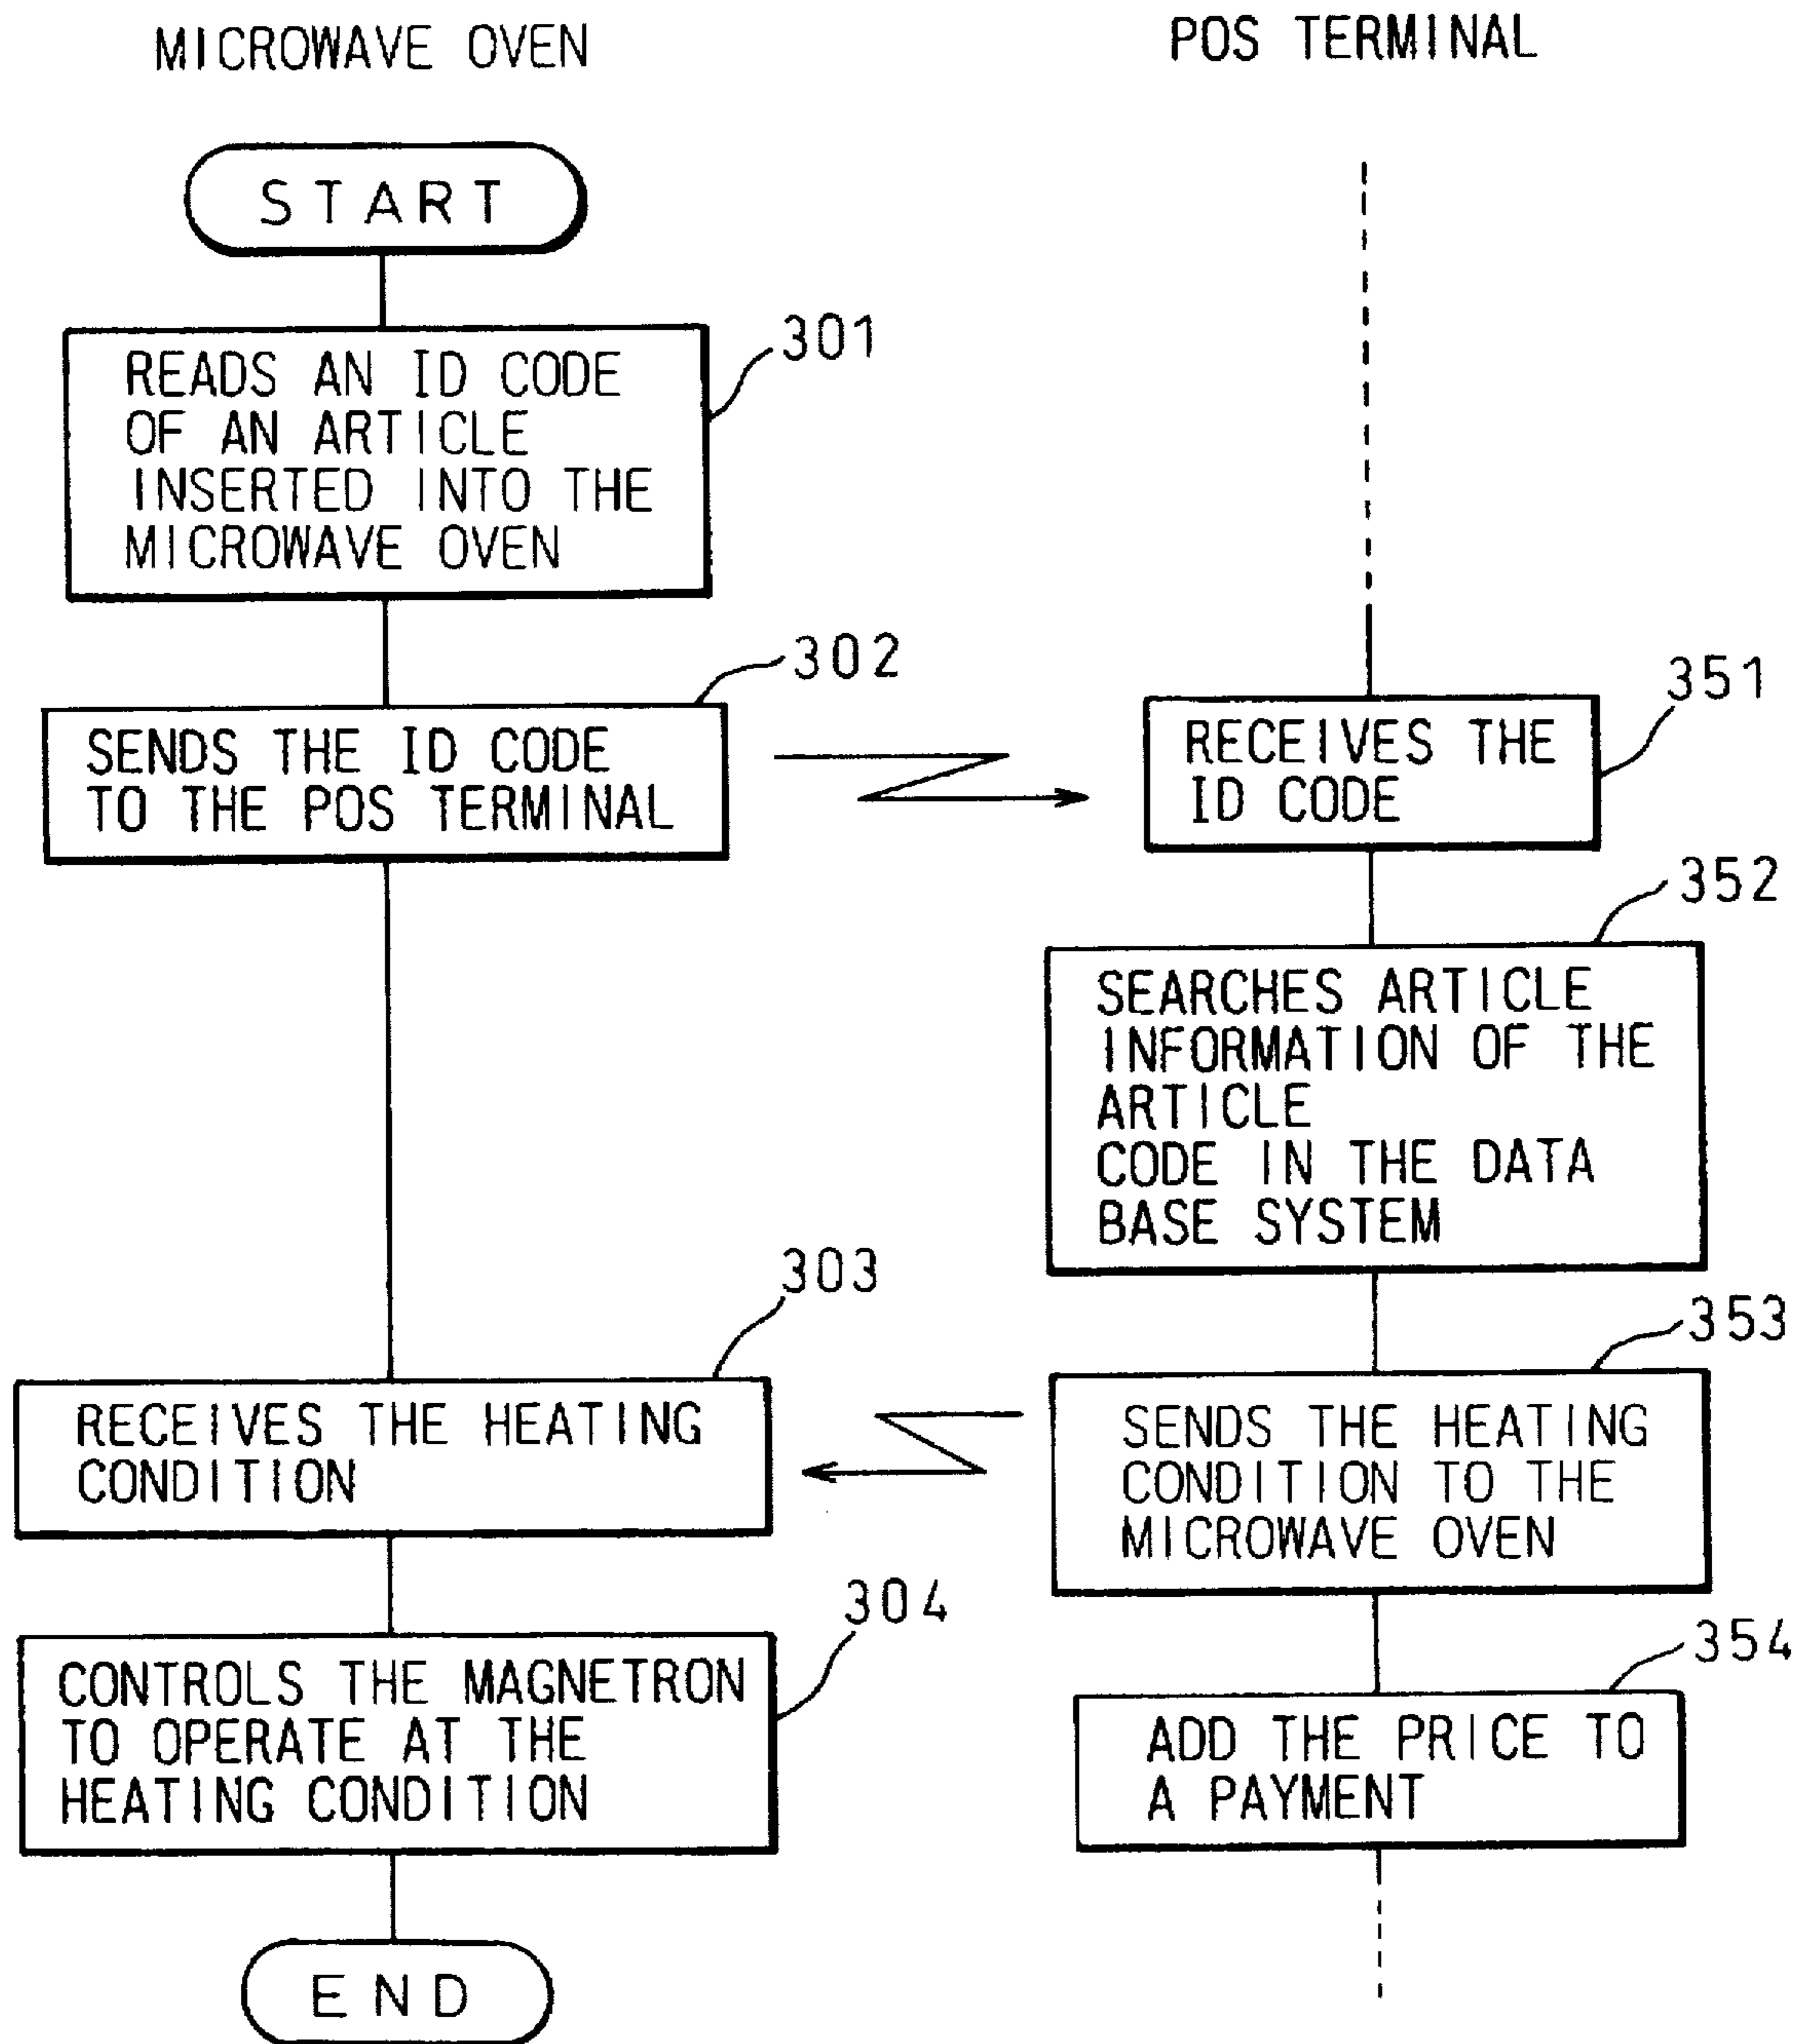 MICROWAVE OVEN
POS TERMINAL
START
301
READS AN ID CODE
OF AN ARTICLE
INSERTED INTO THE
MICROWAVE OVEN
302
SENDS THE ID CODE
TO THE POS TERMINAL
351
RECEIVES THE
ID CODE
352
SEARCHES ARTICLE
INFORMATION OF THE
ARTICLE
CODE IN THE DATA
BASE SYSTEM
303
RECEIVES THE HEATING
CONDITION
353
SENDS THE HEATING
CONDITION TO THE
MICROWAVE OVEN
304
CONTROLS THE MAGNETRON
TO OPERATE AT THE
HEATING CONDITION
354
ADD THE PRICE TO
A PAYMENT
END